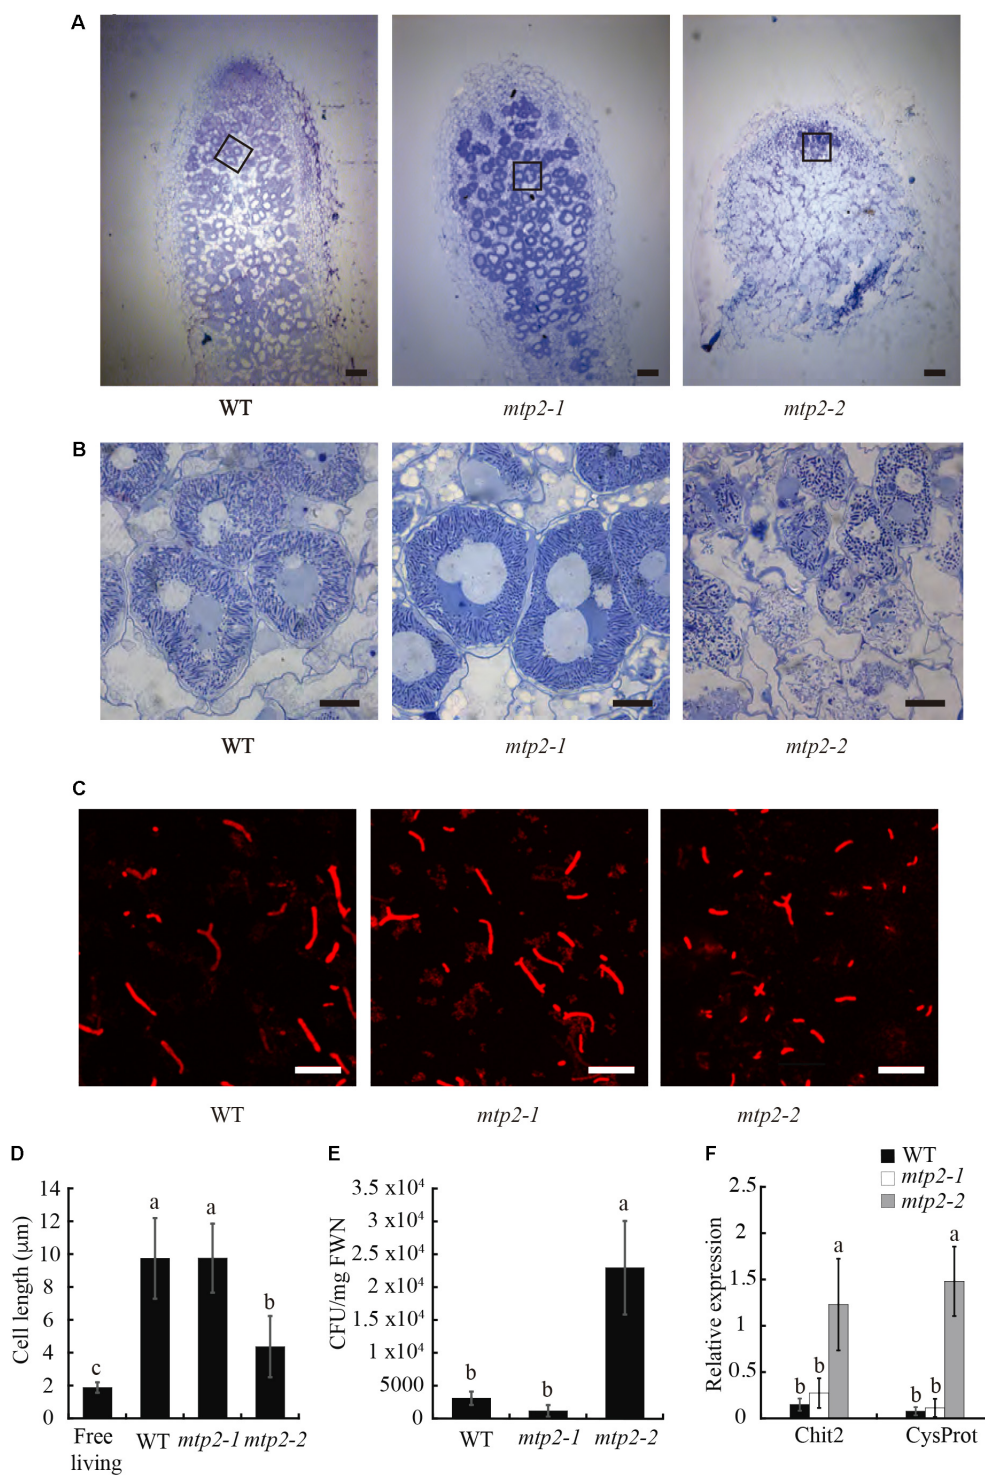 A
WT mtp2-1 mtp2-2
B
WT mtp2-1 mtp2-2
C
WT mtp2-1 mtp2-2
D
Cell length (µm)
14
12
10
8
6
4
2
0
c a a b
Free living WT mtp2-1 mtp2-2
E
CFU/mg FWN
3.5 x10⁴
3 x10⁴
2.5 x10⁴
2 x10⁴
1.5 x10⁴
1 x10⁴
5000
0
b b a
WT mtp2-1 mtp2-2
F
WT
mtp2-1
mtp2-2
Relative expression
2.5
2
1.5
1
0.5
0
b b a b b a
Chit2 CysProt